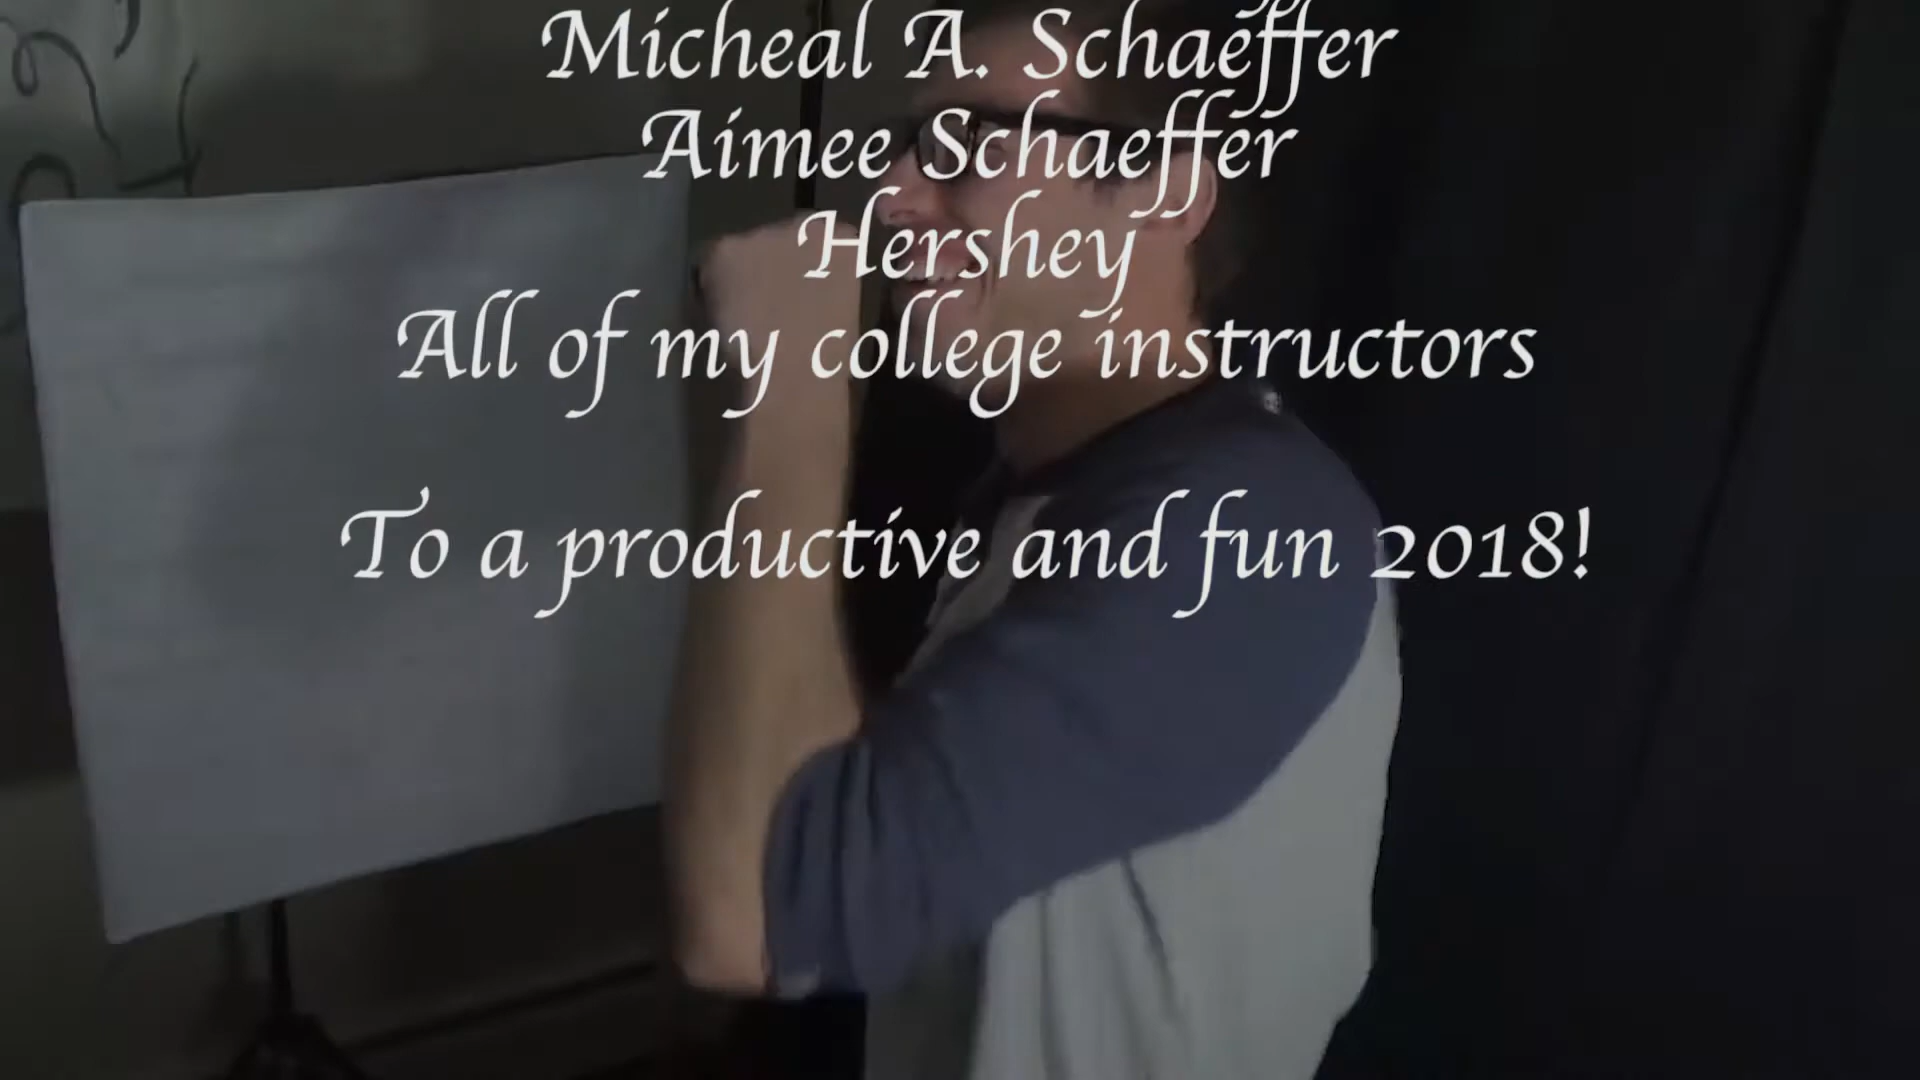 Micheal A. Schaeffer
Aimee Schaeffer
Hershey
All of my college instructors
To a productive and fun 2018!